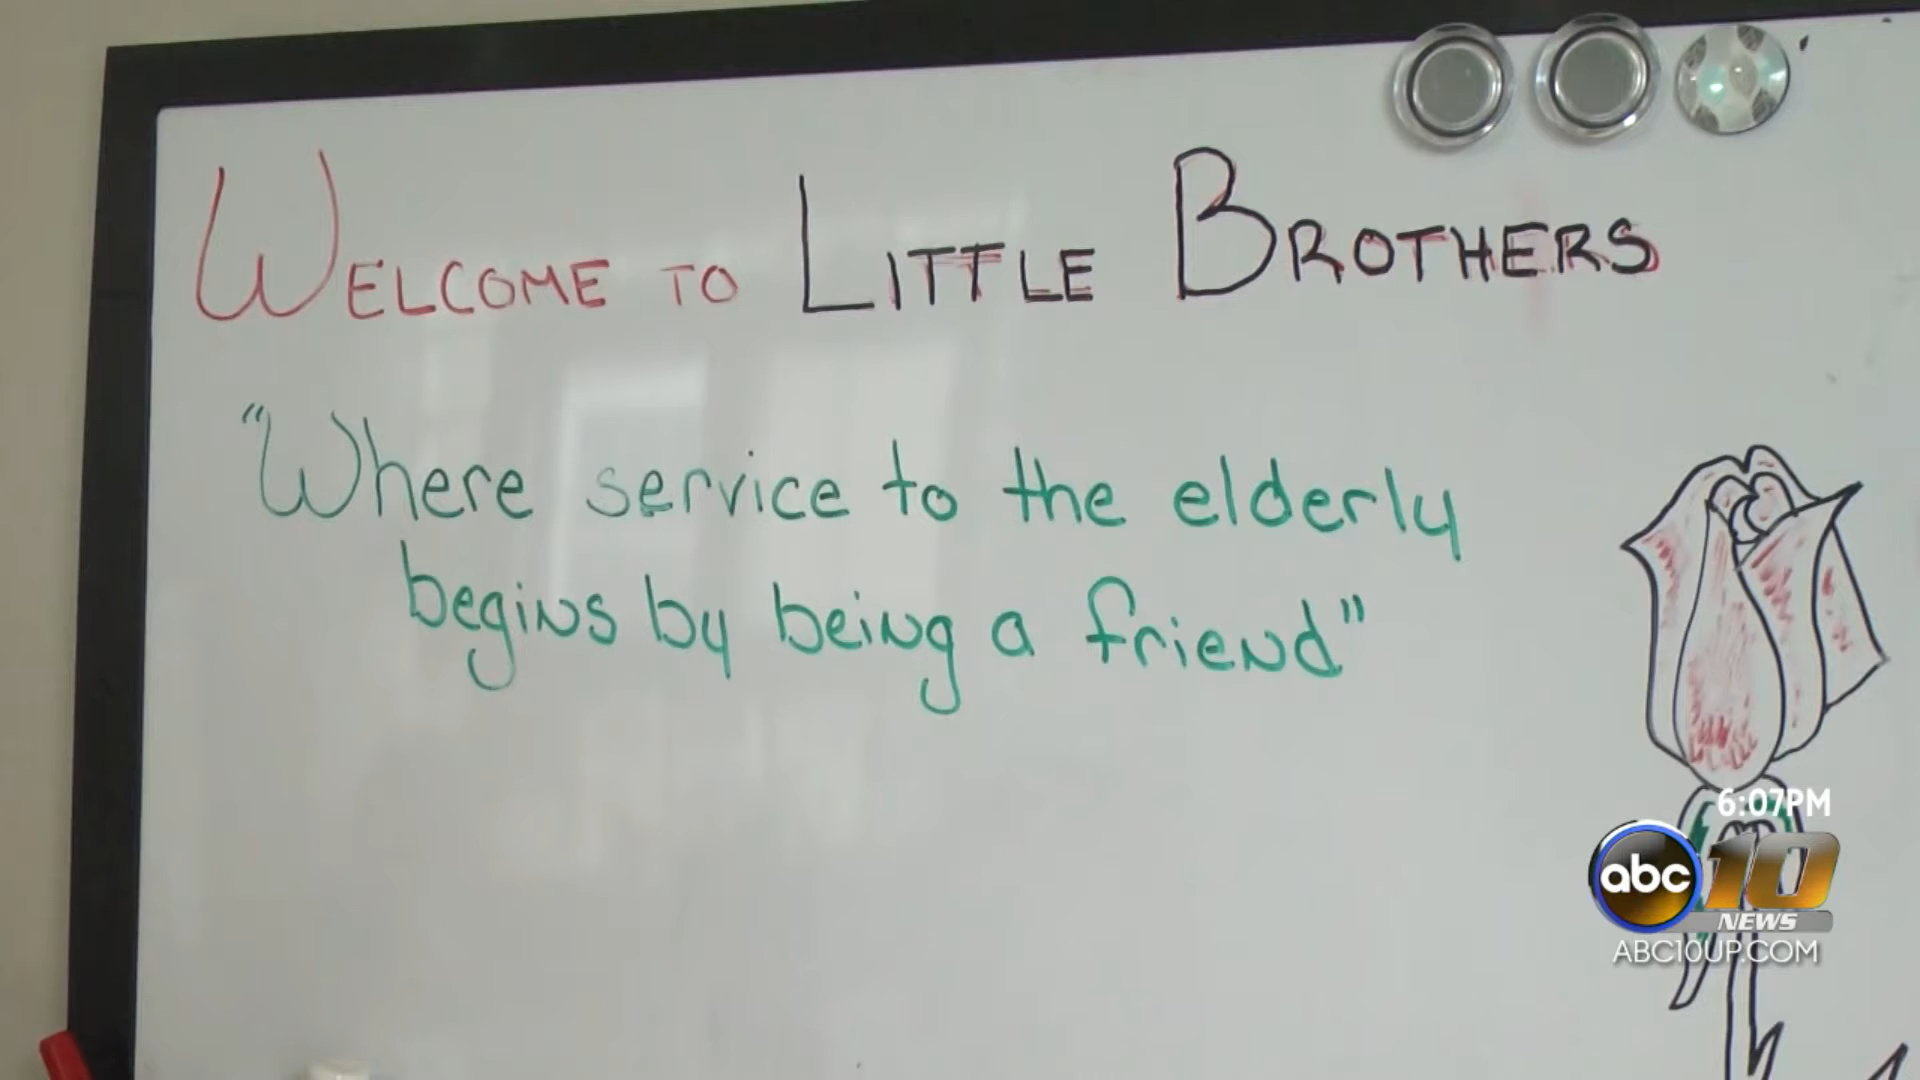 WELCOME TO LITTLE BROTHERS
"Where service to the elderly
begins by being a friend"
6:07PM
abc 10
NEWS
ABC10UP.COM